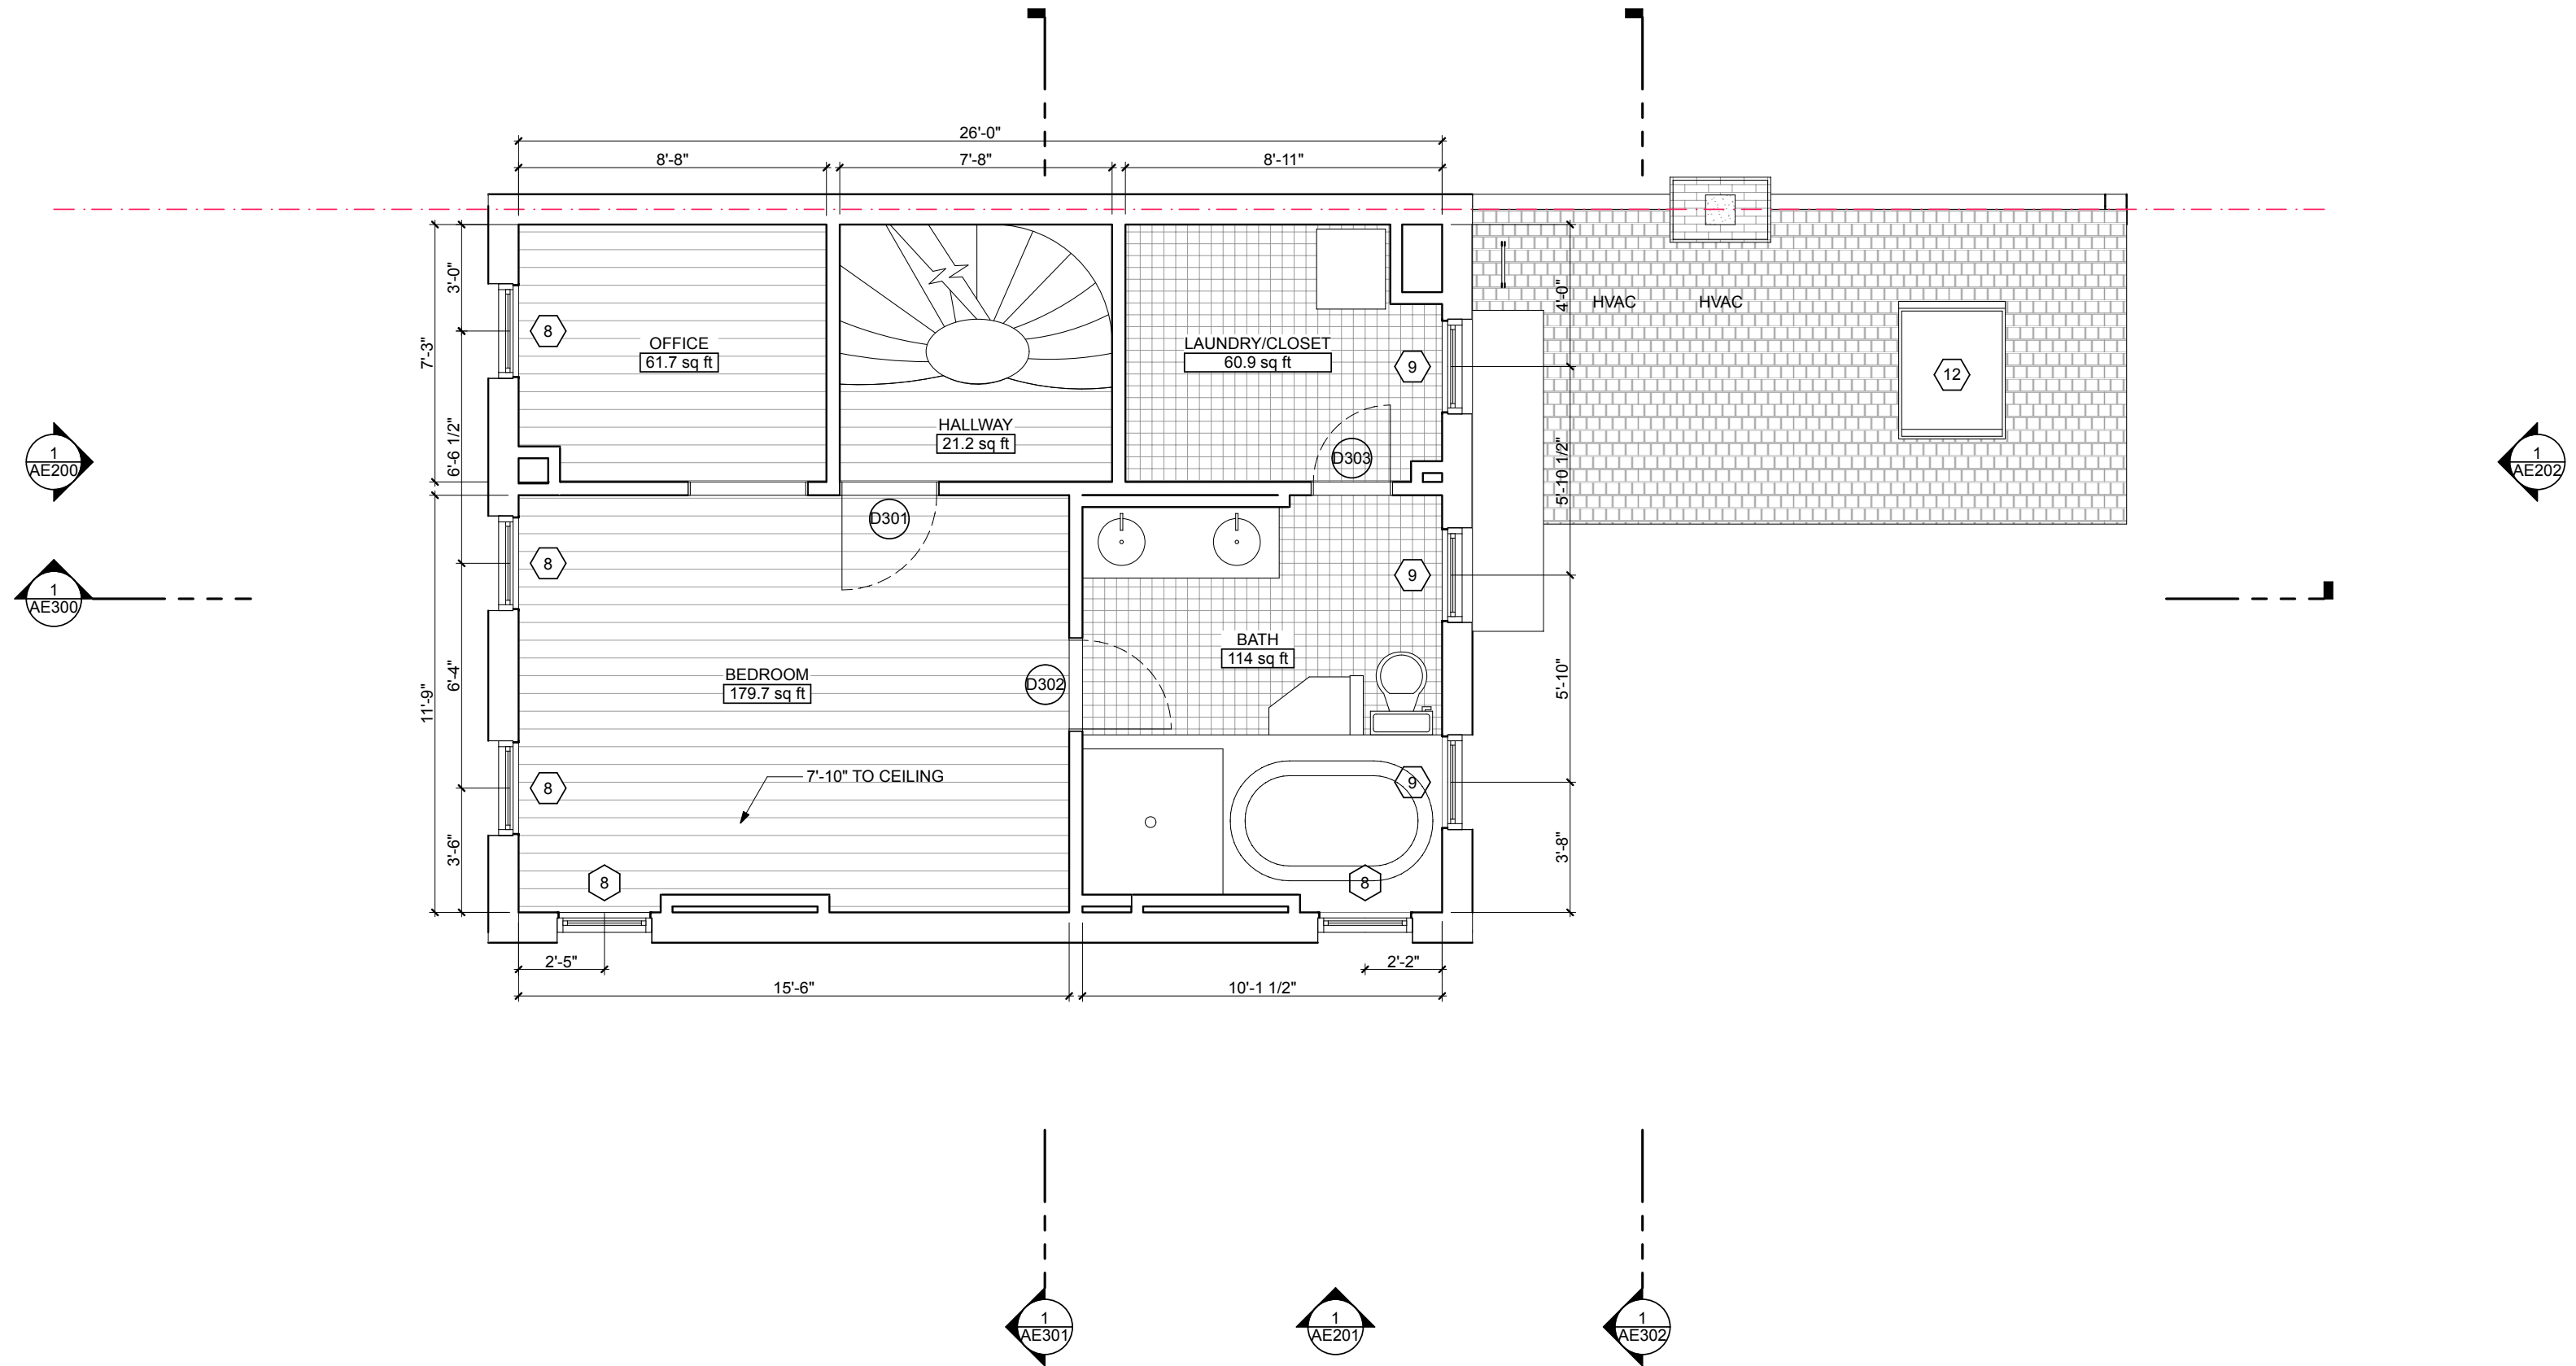 26'-0"
8'-8"
7'-8"
8'-11"
3'-0"
7'-3"
6'-6 1/2"
6'-4"
11'-9"
3'-6"
4'-0"
5'-10 1/2"
5'-10"
3'-8"
HVAC
HVAC
8
OFFICE
61.7 sq ft
LAUNDRY/CLOSET
60.9 sq ft
9
12
HALLWAY
21.2 sq ft
1
AE200
D303
1
AE202
D301
8
9
1
AE300
BATH
114 sq ft
BEDROOM
179.7 sq ft
D302
7'-10" TO CEILING
8
9
8
8
2'-5"
2'-2"
15'-6"
10'-1 1/2"
1
AE301
1
AE201
1
AE302